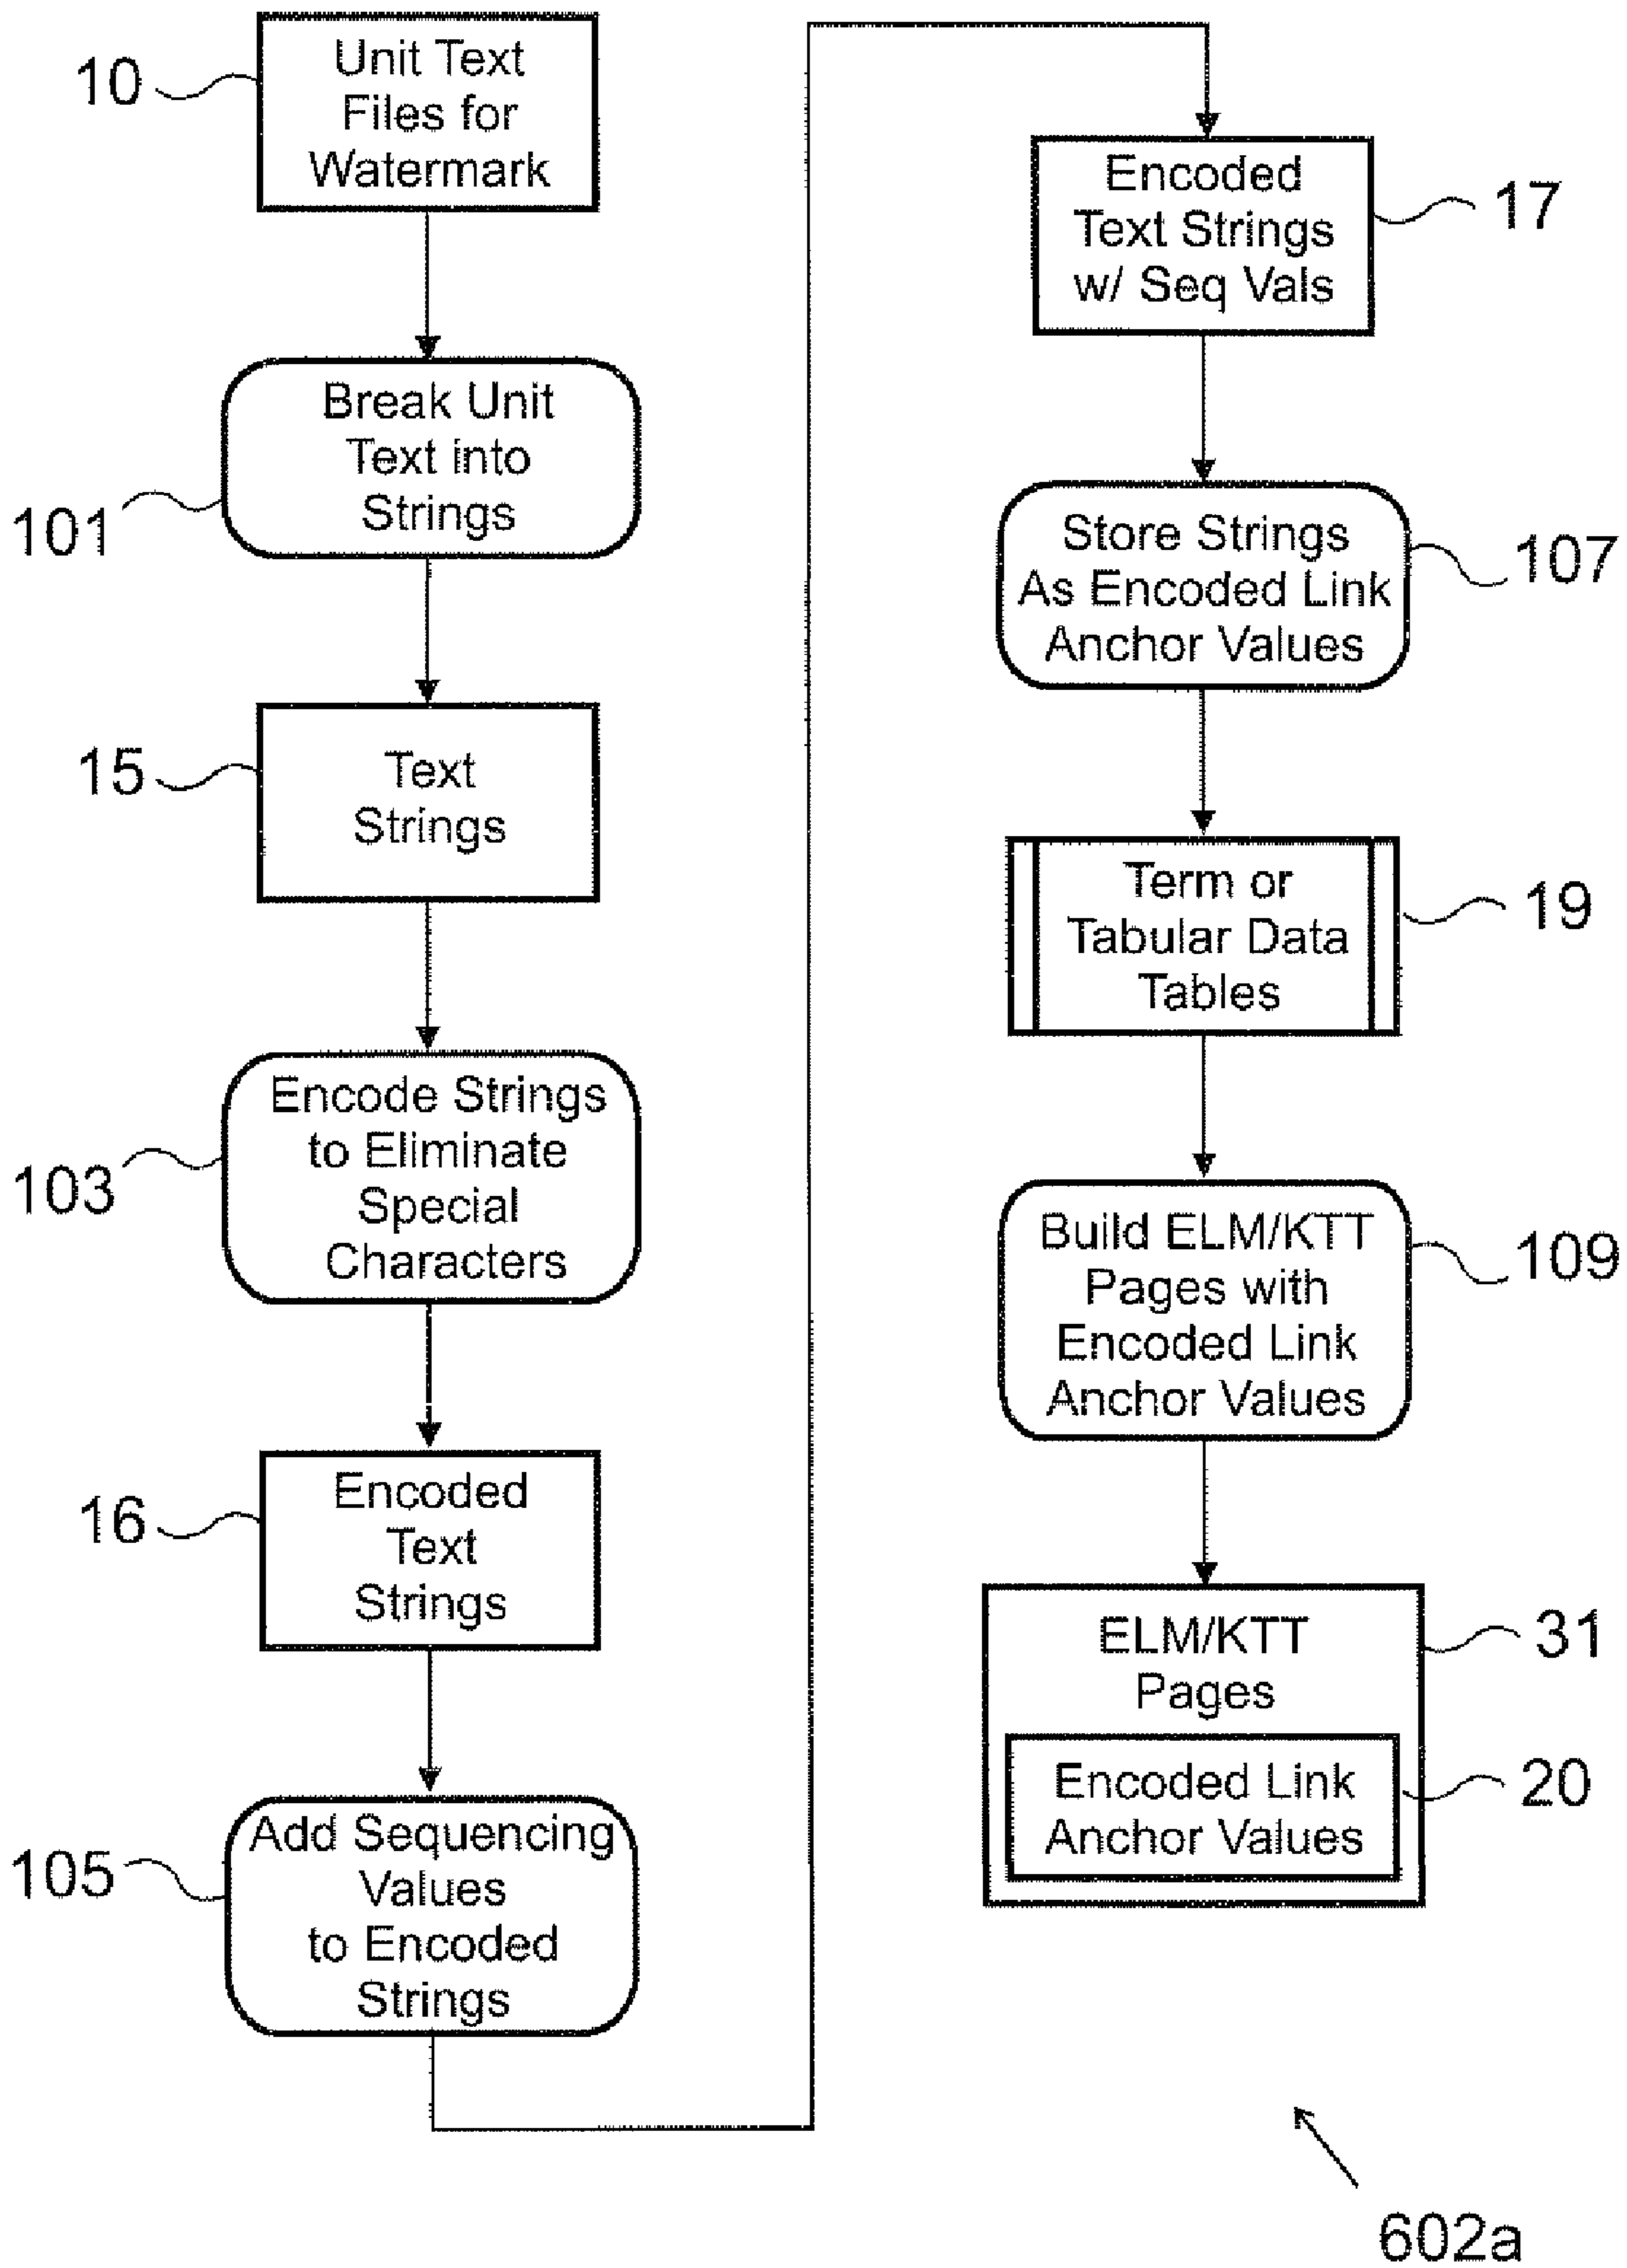 10
Unit Text
Files for
Watermark
101
Break Unit
Text into
Strings
15
Text
Strings
103
Encode Strings
to Eliminate
Special
Characters
16
Encoded
Text
Strings
105
Add Sequencing
Values
to Encoded
Strings
Encoded
Text Strings
w/ Seq Vals
17
Store Strings
As Encoded Link
Anchor Values
107
Term or
Tabular Data
Tables
19
Build ELM/KTT
Pages with
Encoded Link
Anchor Values
109
ELM/KTT
Pages
31
Encoded Link
Anchor Values
20
602a